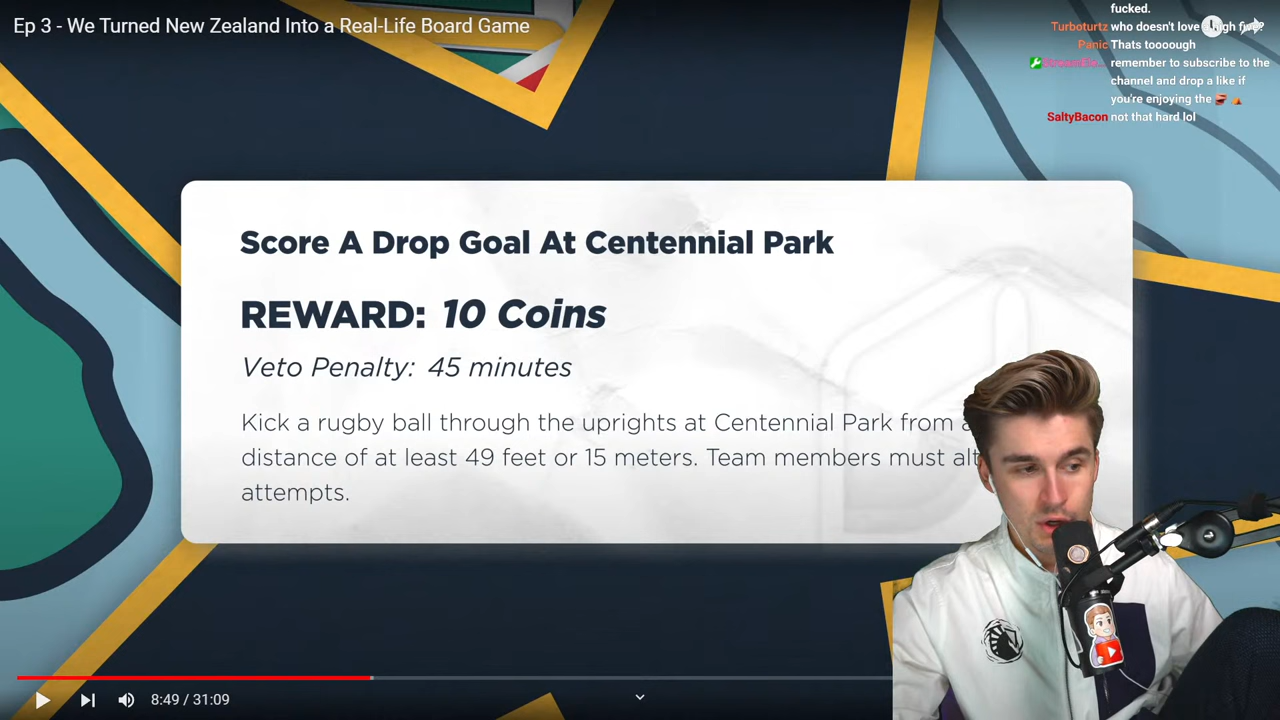 Ep 3 - We Turned New Zealand Into a Real-Life Board Game
fucked.
Turboturtz who doesn't love high five?
Panic Thats toooough
remember to subscribe to the
channel and drop a like if
you're enjoying the
SaltyBacon not that hard lol
Score A Drop Goal At Centennial Park
REWARD: 10 Coins
Veto Penalty: 45 minutes
Kick a rugby ball through the uprights at Centennial Park from
distance of at least 49 feet or 15 meters. Team members must alt
attempts.
8:49 / 31:09